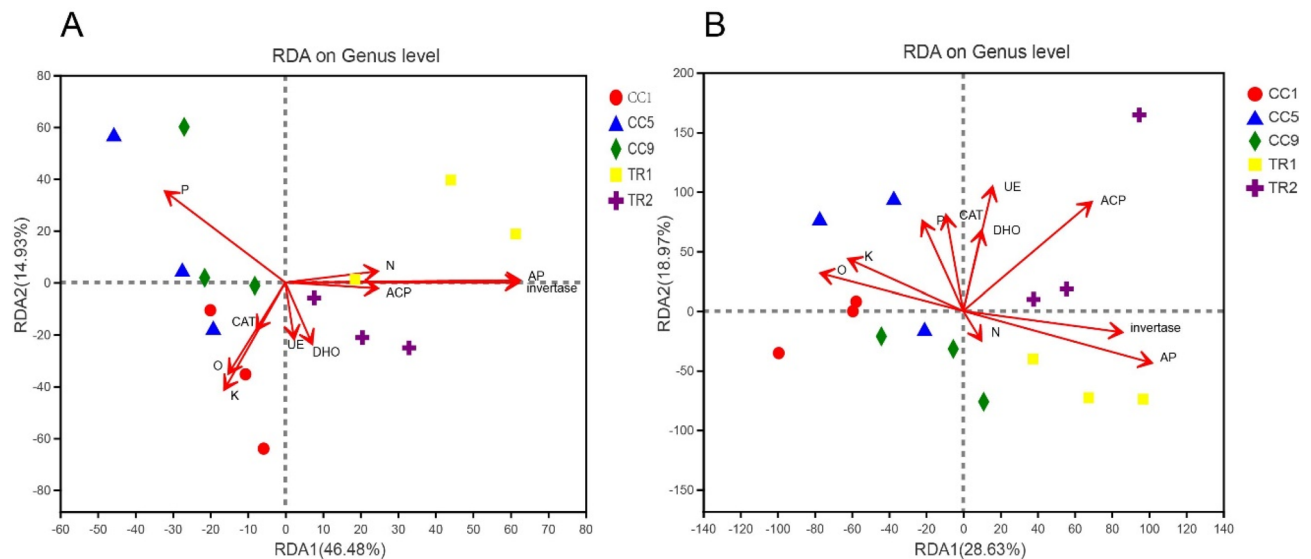 A
RDA on Genus level
RDA2(14.93%)
80
60
40
20
0
-20
-40
-60
-80
-60
-50
-40
-30
-20
-10
0
10
20
30
40
50
60
70
80
RDA1(46.48%)
P
N
AP
invertase
ACP
CAT
UE
DHO
O
K
CC1
CC5
CC9
TR1
TR2
B
RDA on Genus level
RDA2(18.97%)
200
150
100
50
0
-50
-100
-150
-140
-120
-100
-80
-60
-40
-20
0
20
40
60
80
100
120
140
RDA1(28.63%)
UE
ACP
P
CAT
DHO
K
O
N
invertase
AP
CC1
CC5
CC9
TR1
TR2